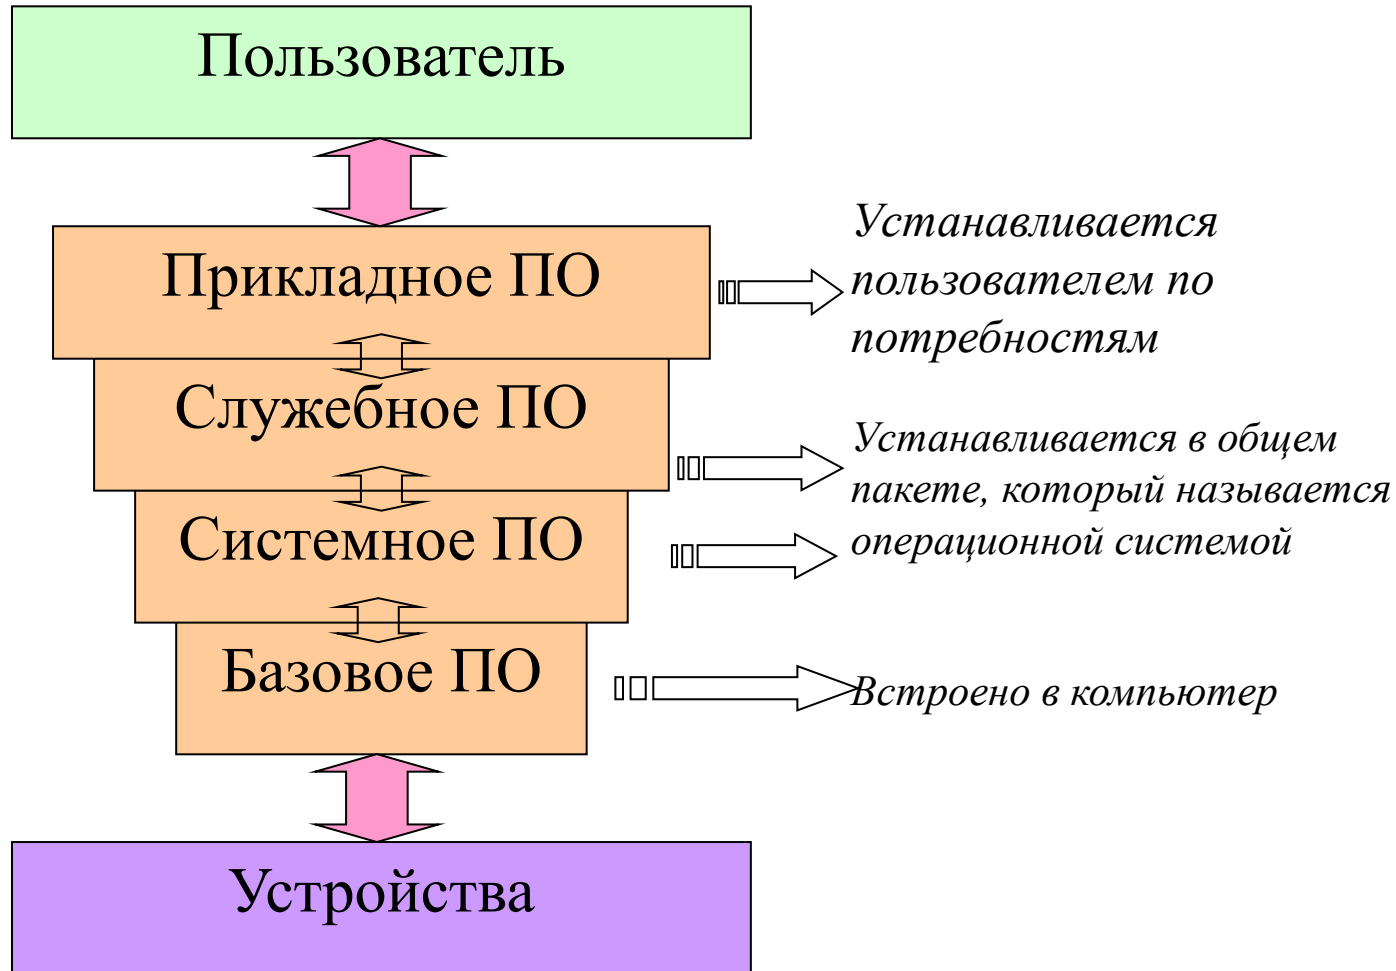 Пользователь
Прикладное ПО
Устанавливается
пользователем по
потребностям
Служебное ПО
Устанавливается в общем
пакете, который называется
операционной системой
Системное ПО
Базовое ПО
Встроено в компьютер
Устройства